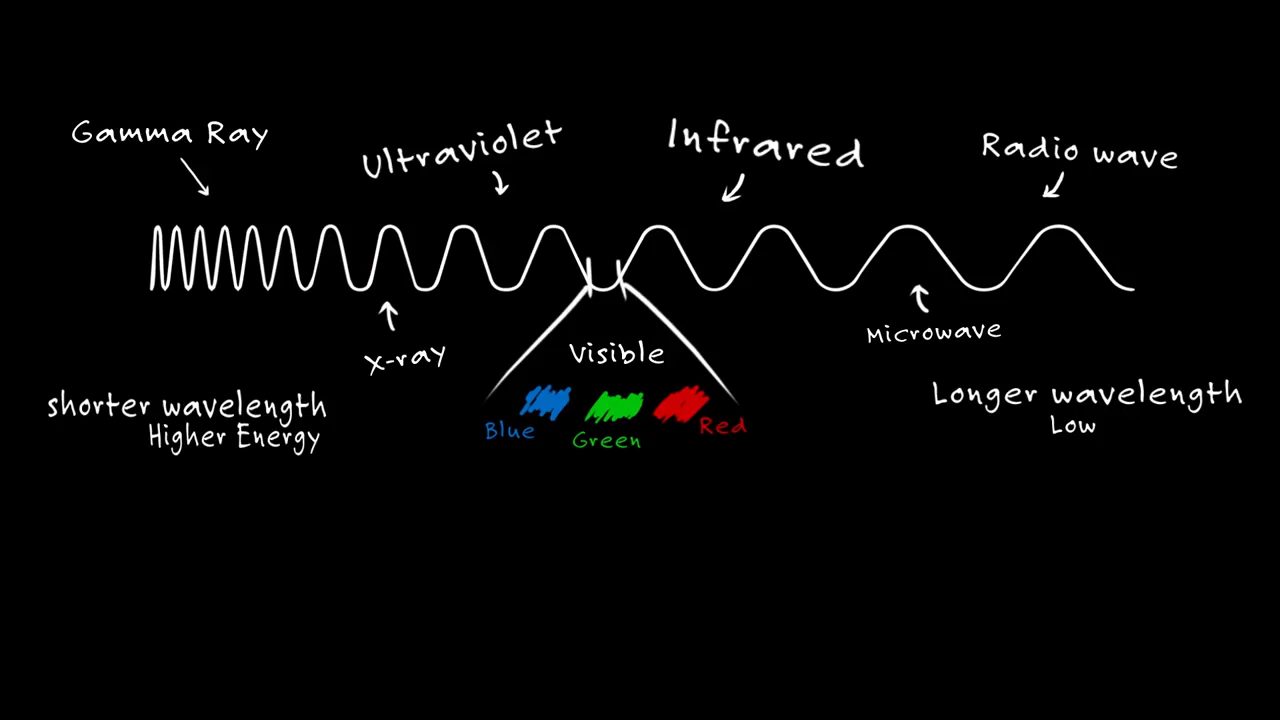 Gamma Ray
Ultraviolet
Infrared
Radio wave
X-ray
Visible
Microwave
shorter wavelength
Higher Energy
Blue
Green
Red
Longer wavelength
Low